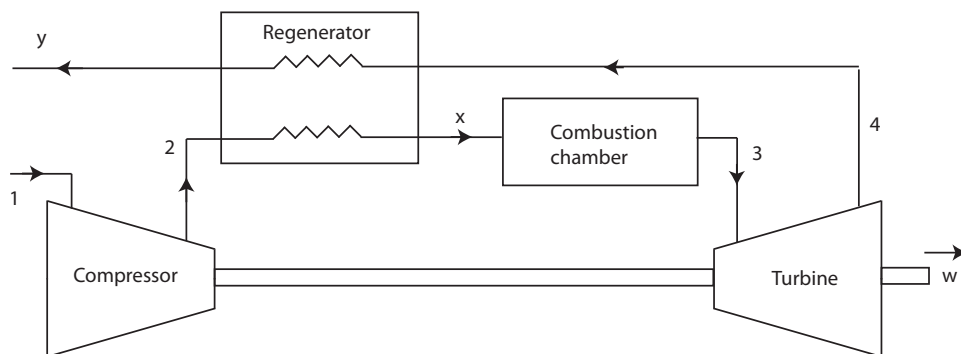 Regenerator
y
x
2
Combustion
chamber
3
4
1
Compressor
Turbine
w